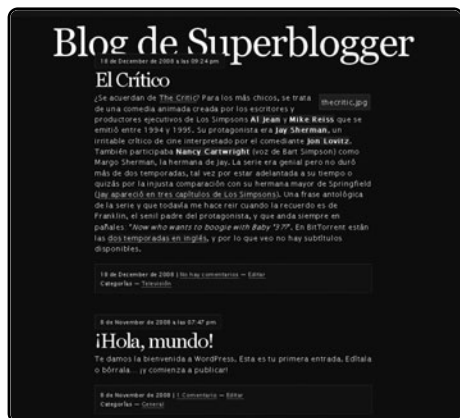 Blog de Superblogger
18 de December de 2008 a las 09:24 pm
El Crítico
¿Se acuerdan de The Critic? Para los más chicos, se trata
thecritic.jpg
de una comedia animada creada por los escritores y
productores ejecutivos de Los Simpsons Al Jean y Mike Reiss que se
emitió entre 1994 y 1995. Su protagonista era Jay Sherman, un
irritable crítico de cine interpretado por el comediante Jon Lovitz.
También participaba Nancy Cartwright (voz de Bart Simpson) como
Margo Sherman, la hermana de Jay. La serie era genial pero no duró
más de dos temporadas, tal vez por estar adelantada a su tiempo o
quizás por la injusta comparación con su hermana mayor de Springfield
(Jay apareció en tres capítulos de Los Simpsons). Una frase antológica
de la serie y que todavía me hace reir cuando la recuerdo es de
Franklin, el senil padre del protagonista, y que anda siempre en
pañales: "Now who wants to boogie with Baby "37?". En BitTorrent están
las dos temporadas en inglés, y por lo que veo no hay subtítulos
disponibles.
18 de December de 2008 | No hay comentarios — Editar
Categorías — Televisión
8 de November de 2008 a las 07:47 pm
¡Hola, mundo!
Te damos la bienvenida a WordPress. Esta es tu primera entrada. Edítala
o bórrala... ¡y comienza a publicar!
8 de November de 2008 | 1 Comentario — Editar
Categorías — General